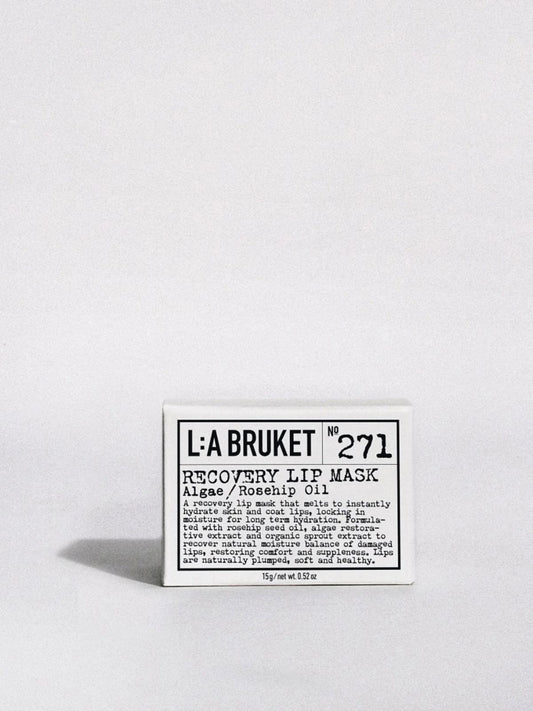 L:A BRUKET Nº 271
RECOVERY LIP MASK
Algae/Rosehip Oil
A recovery lip mask that melts to instantly
hydrate skin and coat lips, locking in
moisture for long term hydration. Formula-
ted with rosehip seed oil, algae restora-
tive extract and organic sprout extract to
recover natural moisture balance of damaged
lips, restoring comfort and suppleness. Lips
are naturally plumped, soft and healthy.
15g/net wt. 0.52 oz